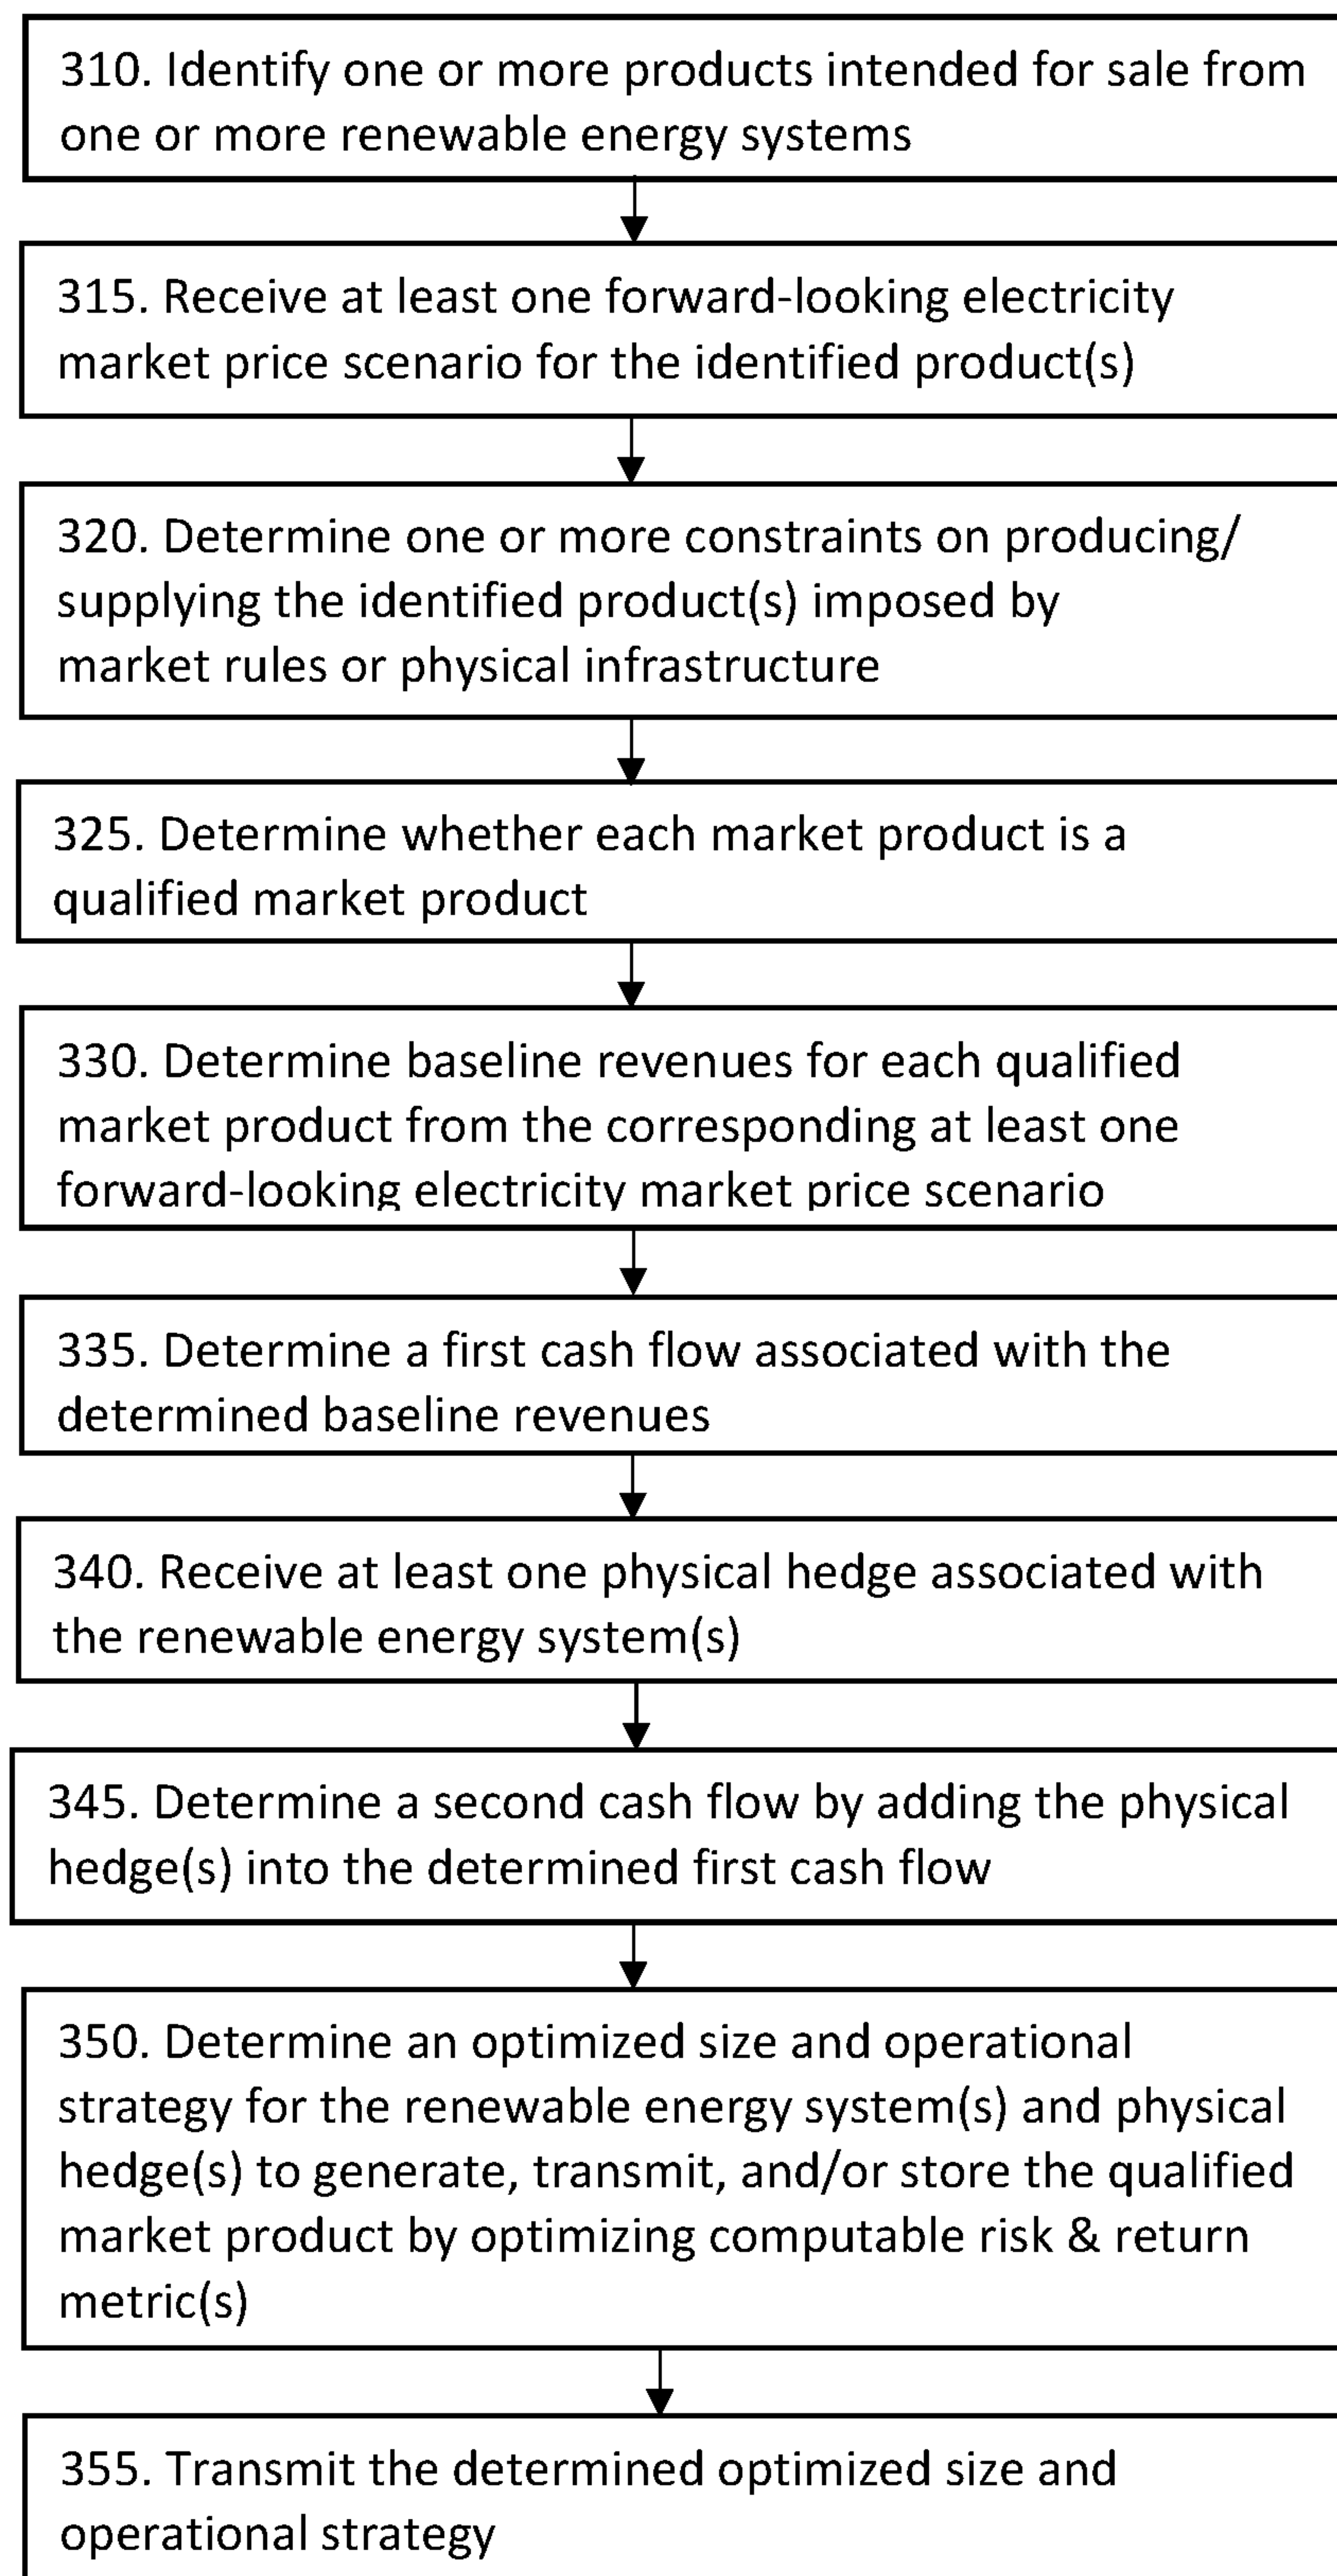 310. Identify one or more products intended for sale from
one or more renewable energy systems
315. Receive at least one forward-looking electricity
market price scenario for the identified product(s)
320. Determine one or more constraints on producing/
supplying the identified product(s) imposed by
market rules or physical infrastructure
325. Determine whether each market product is a
qualified market product
330. Determine baseline revenues for each qualified
market product from the corresponding at least one
forward-looking electricity market price scenario
335. Determine a first cash flow associated with the
determined baseline revenues
340. Receive at least one physical hedge associated with
the renewable energy system(s)
345. Determine a second cash flow by adding the physical
hedge(s) into the determined first cash flow
350. Determine an optimized size and operational
strategy for the renewable energy system(s) and physical
hedge(s) to generate, transmit, and/or store the qualified
market product by optimizing computable risk & return
metric(s)
355. Transmit the determined optimized size and
operational strategy